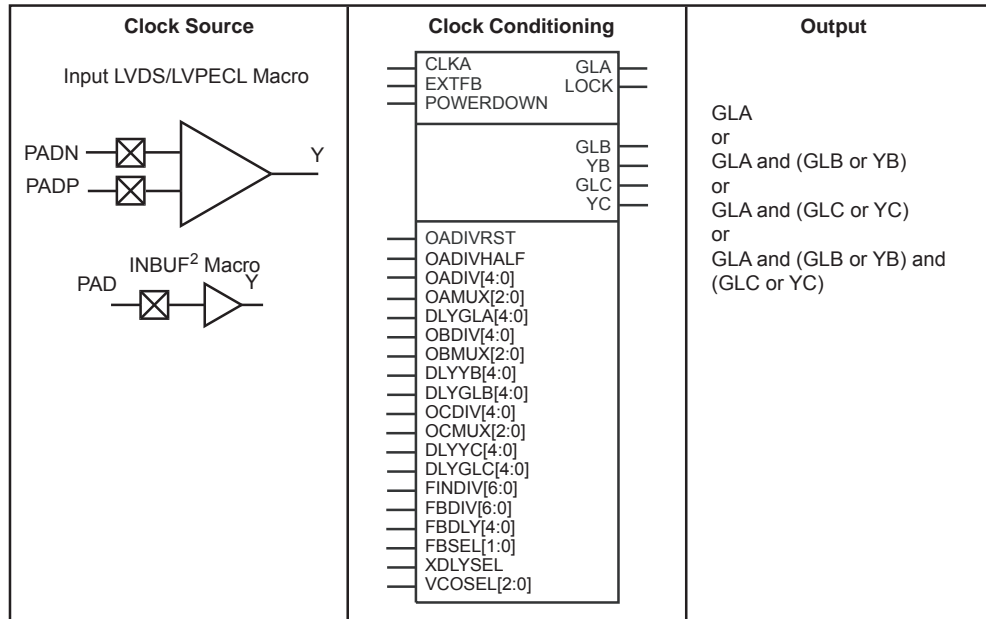 Clock Source
Input LVDS/LVPECL Macro
PADN
PADP
Y
INBUF² Macro
PAD
Y
Clock Conditioning
CLKA
EXTFB
POWERDOWN
GLA
LOCK
GLB
YB
GLC
YC
OADIVRST
OADIVHALF
OADIV[4:0]
OAMUX[2:0]
DLYGLA[4:0]
OBDIV[4:0]
OBMUX[2:0]
DLYYB[4:0]
DLYGLB[4:0]
OCDIV[4:0]
OCMUX[2:0]
DLYYC[4:0]
DLYGLC[4:0]
FINDIV[6:0]
FBDIV[6:0]
FBDLY[4:0]
FBSEL[1:0]
XDLYSEL
VCOSEL[2:0]
Output
GLA
or
GLA and (GLB or YB)
or
GLA and (GLC or YC)
or
GLA and (GLB or YB) and
(GLC or YC)